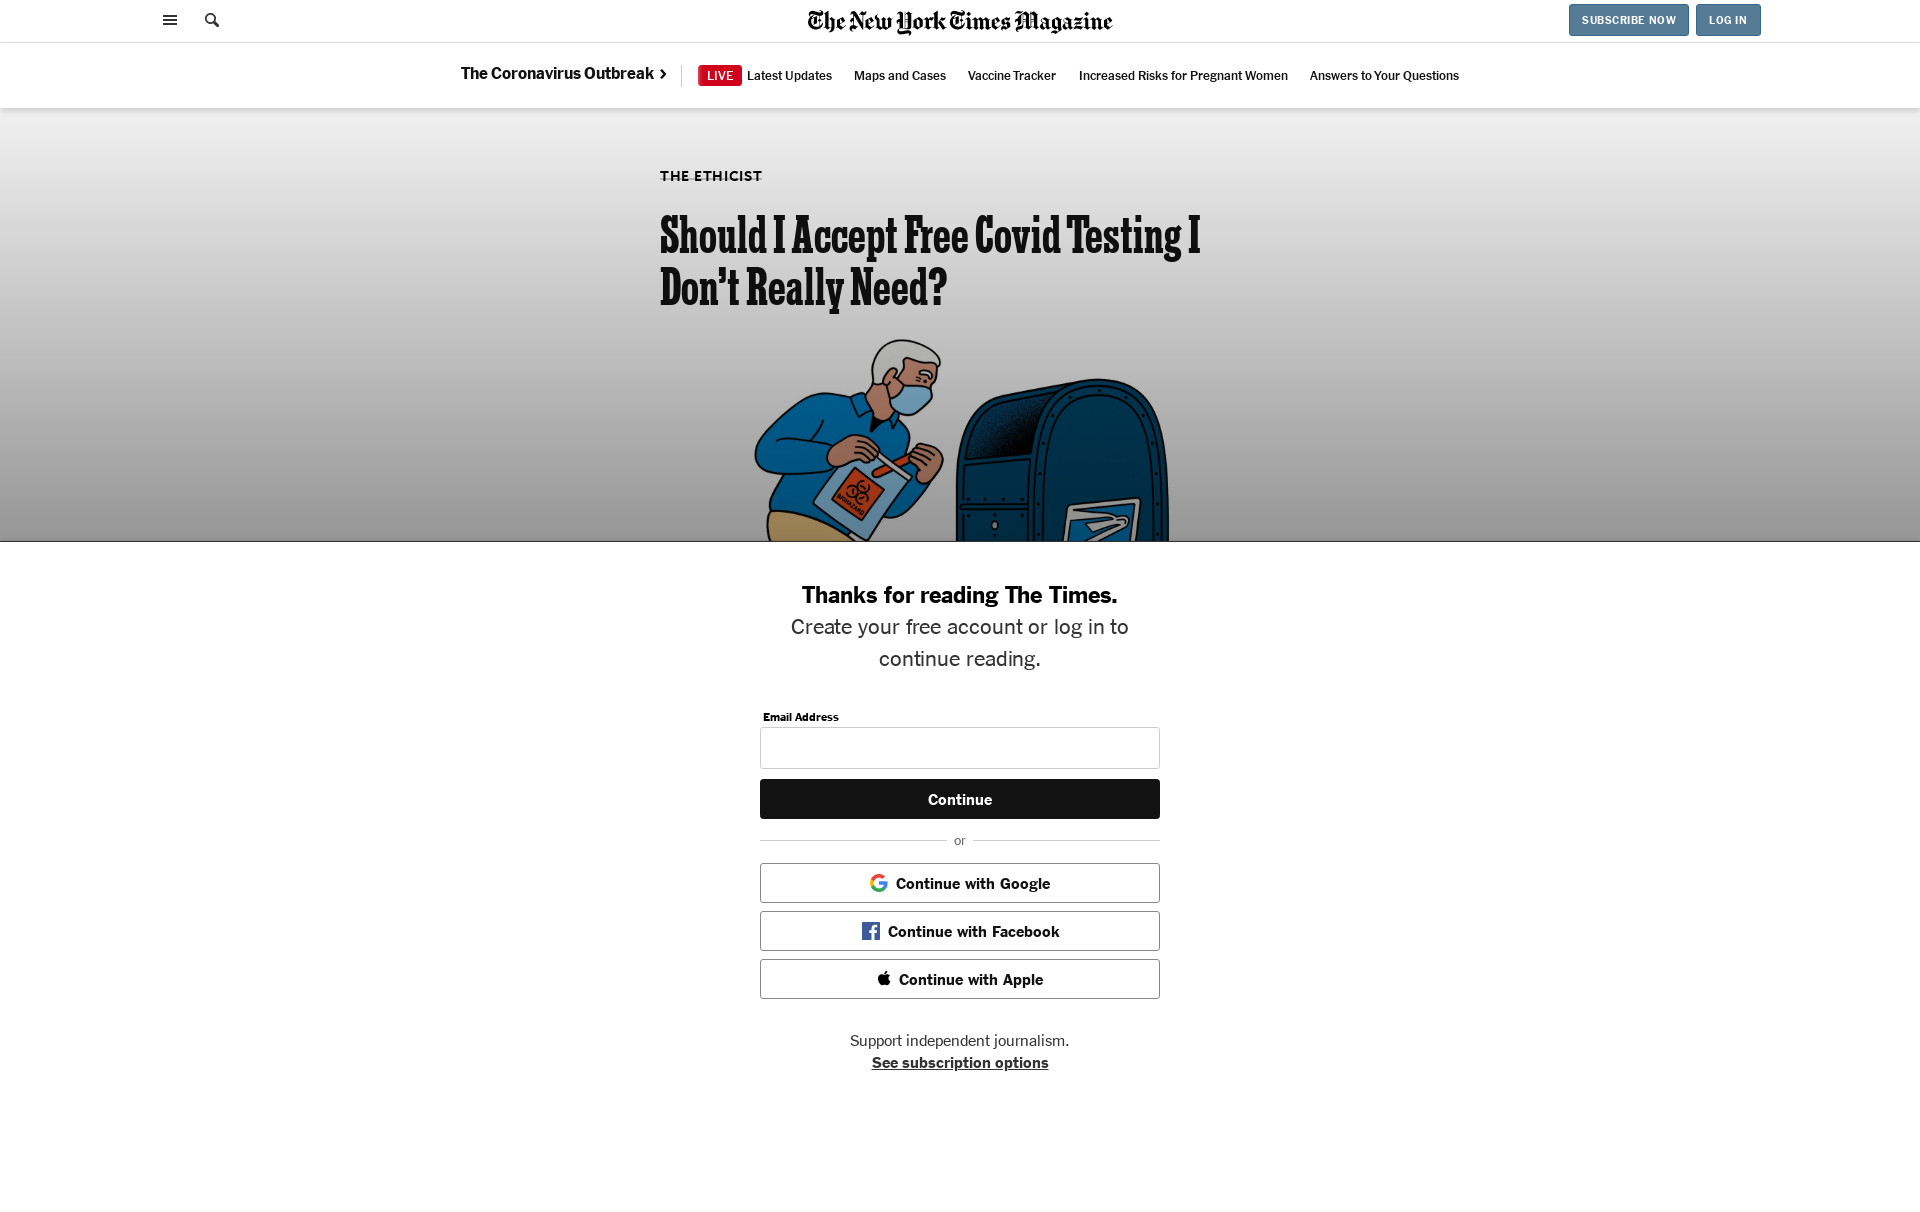 The New York Times Magazine
SUBSCRIBE NOW
LOG IN
The Coronavirus Outbreak
LIVE Latest Updates
Maps and Cases
Vaccine Tracker
Increased Risks for Pregnant Women
Answers to Your Questions
THE ETHICIST
Should I Accept Free Covid Testing I
Don’t Really Need?
BIOHAZARD
Thanks for reading The Times.
Create your free account or log in to
continue reading.
Email Address
Continue
or
Continue with Google
Continue with Facebook
Continue with Apple
Support independent journalism.
See subscription options